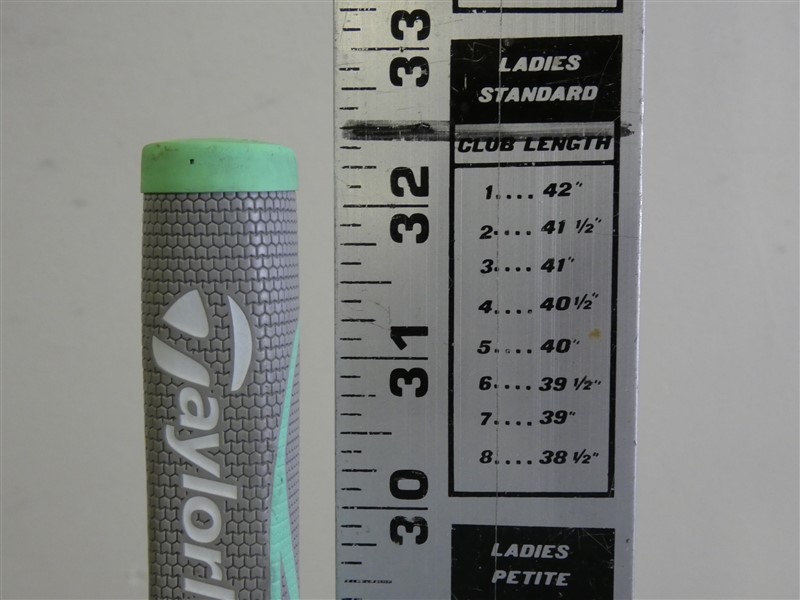 33
32
31
30
LADIES
STANDARD
CLUB LENGTH
1.... 42"
2.... 41 1/2"
3.... 41"
4.... 40 1/2"
5.... 40"
6.... 39 1/2"
7.... 39"
8.... 38 1/2"
LADIES
PETITE
TaylorM